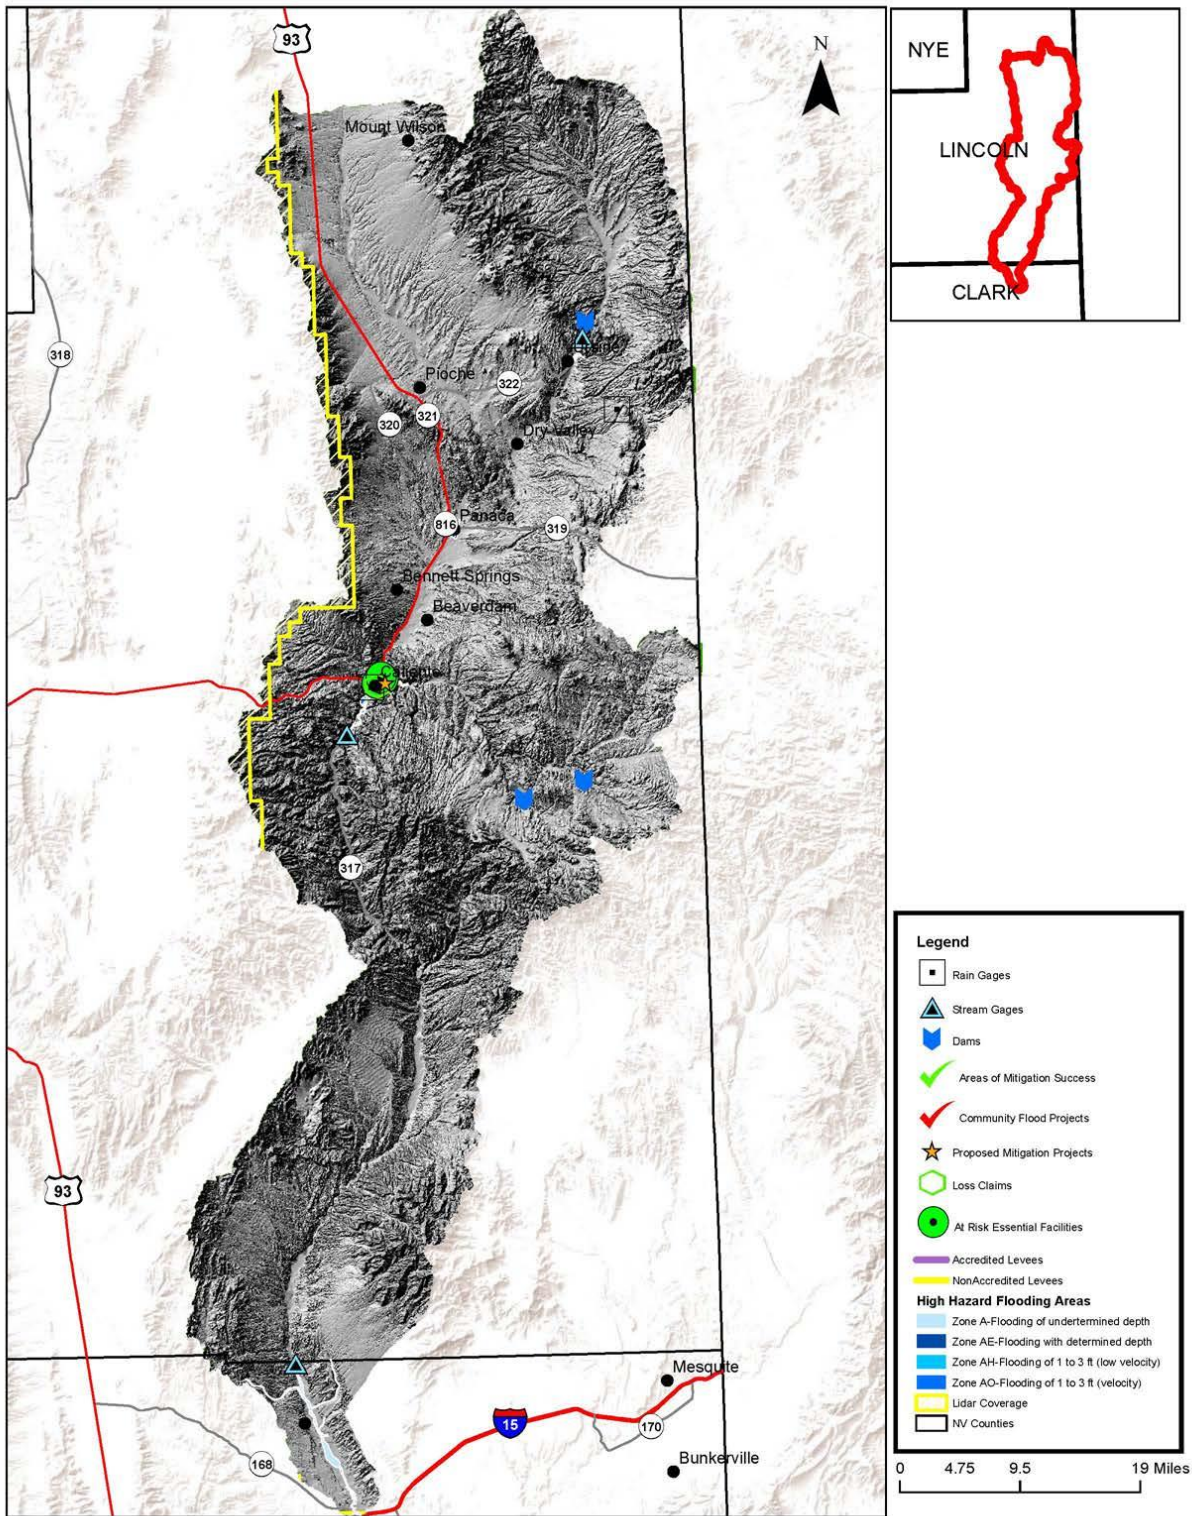 93
N
NYE
Mount Wilson
LINCOLN
CLARK
318
Pioche
322
321
320
Dry Valley
816
Panaca
319
Bennett Springs
Beaverdam
317
93
Mesquite
15
170
168
Bunkerville
Legend
Rain Gages
Stream Gages
Dams
Areas of Mitigation Success
Community Flood Projects
Proposed Mitigation Projects
Loss Claims
At Risk Essential Facilities
Accredited Levees
NonAccredited Levees
High Hazard Flooding Areas
Zone A-Flooding of undertermined depth
Zone AE-Flooding with determined depth
Zone AH-Flooding of 1 to 3 ft (low velocity)
Zone AO-Flooding of 1 to 3 ft (velocity)
Lidar Coverage
NV Counties
0 4.75 9.5 19 Miles